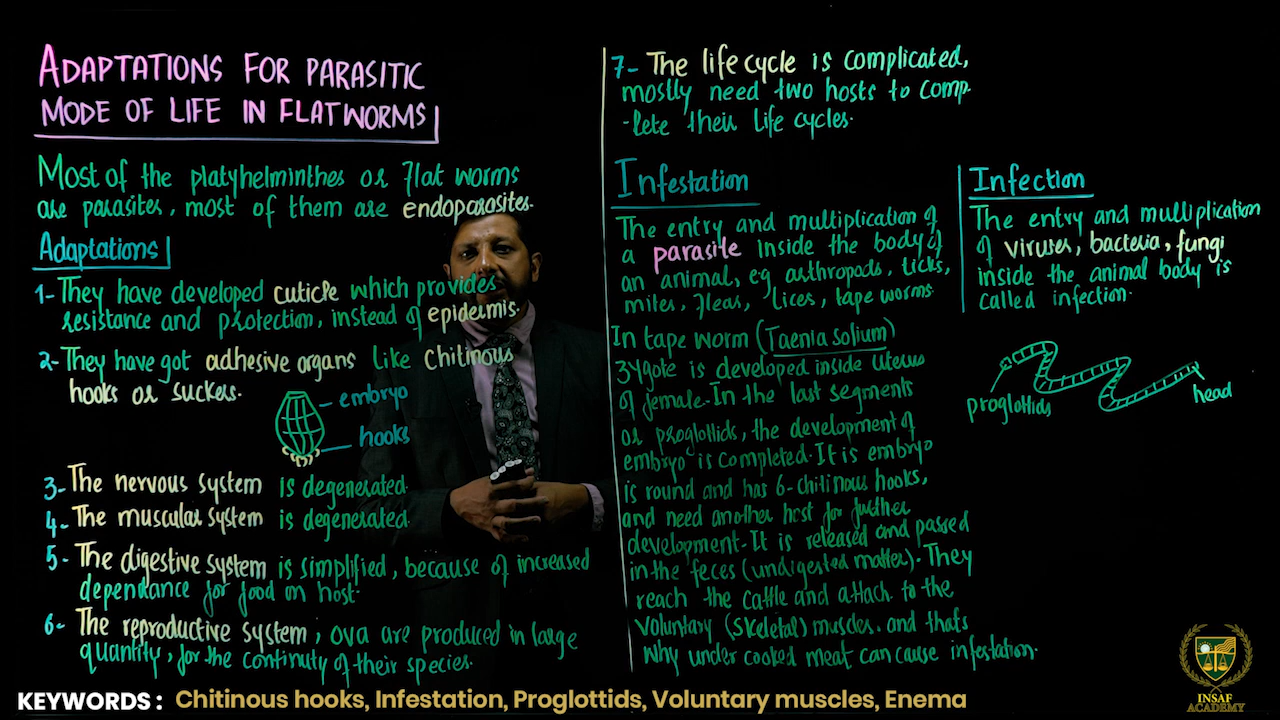 ADAPTATIONS FOR PARASITIC
MODE OF LIFE IN FLATWORMS
Most of the platyhelminthes or flat worms
are parasites, most of them are endoparasites.
Adaptations
1- They have developed cuticle which provides
resistance and protection, instead of epidermis.
2- They have got adhesive organs like chitinous
hooks or suckers.
embryo
hooks
3- The nervous system is degenerated.
4- The muscular system is degenerated.
5- The digestive system is simplified, because of increased
dependance for food on host.
6- The reproductive system, ova are produced in large
quantity, for the continuity of their species.
7- The life cycle is complicated,
mostly need two hosts to comp-
-lete their life cycles.
Infestation
The entry and multiplication of
a parasite inside the body of
an animal, eg arthropods, ticks,
mites, fleas, lices, tape worms.
In tape worm (Taenia solium)
zygote is developed inside uterus
of female. In the last segments
or proglottids, the development of
embryo is completed. It is embryo
is round and has 6-chitinous hooks,
and need another host for further
development. It is released and passed
in the feces (undigested matter). They
reach the cattle and attach to the
voluntary (skeletal) muscles. and thats
why under cooked meat can cause infestation.
Infection
The entry and multiplication
of viruses, bacteria, fungi
inside the animal body is
called infection.
proglottids
head
KEYWORDS : Chitinous hooks, Infestation, Proglottids, Voluntary muscles, Enema
INSAF
ACADEMY